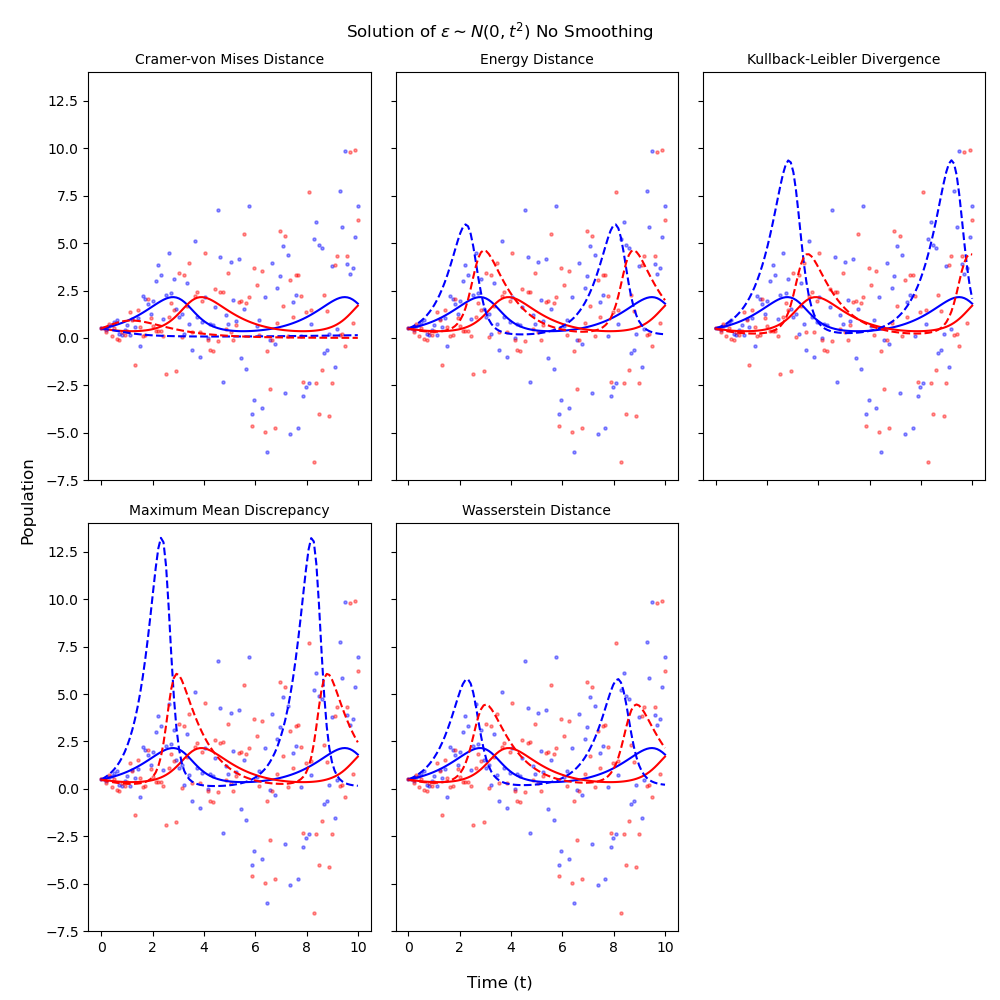 Solution of ε ~ N(0, t²) No Smoothing
Cramer-von Mises Distance
Energy Distance
Kullback-Leibler Divergence
12.5
10.0
7.5
5.0
2.5
0.0
−2.5
−5.0
−7.5
Population
Maximum Mean Discrepancy
Wasserstein Distance
12.5
10.0
7.5
5.0
2.5
0.0
−2.5
−5.0
−7.5
0 2 4 6 8 10
0 2 4 6 8 10
Time (t)